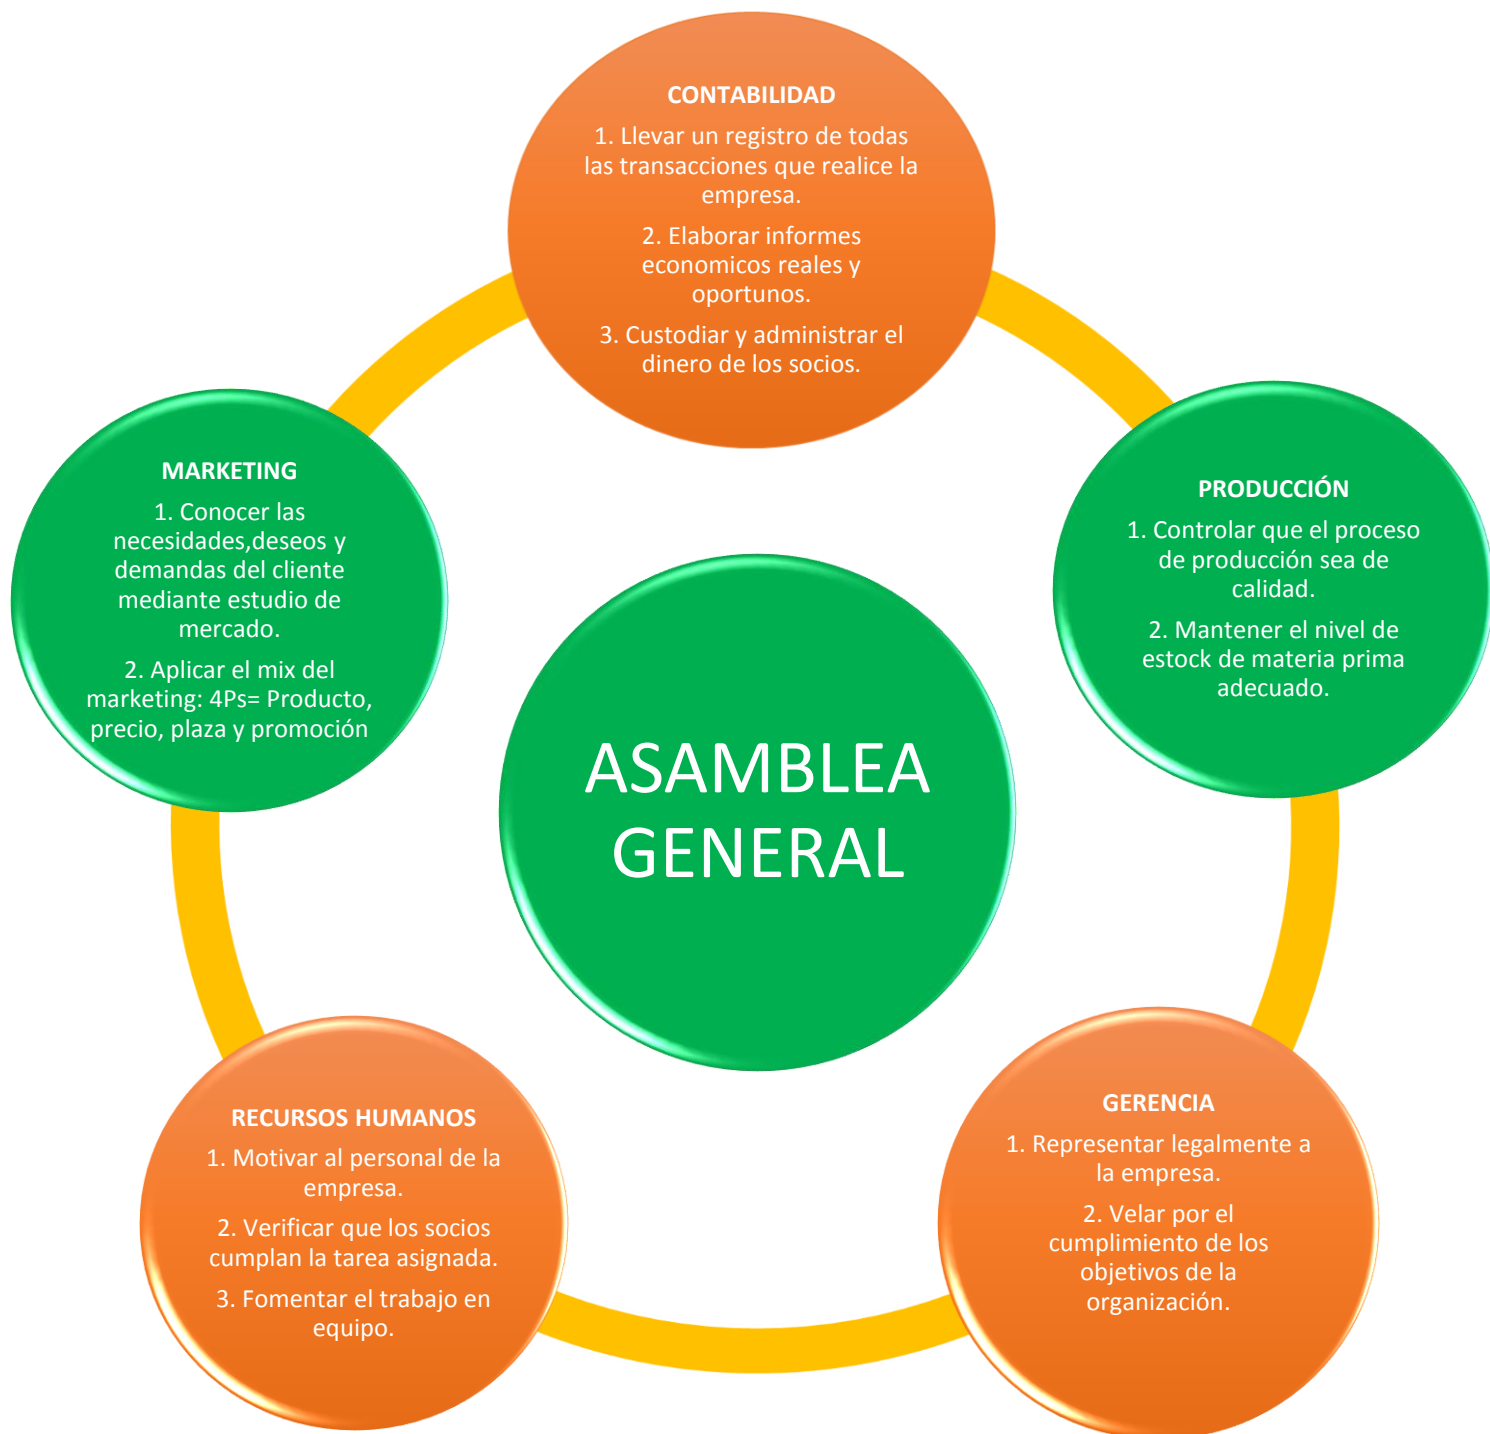 CONTABILIDAD
1. Llevar un registro de todas
las transacciones que realice la
empresa.
2. Elaborar informes
economicos reales y
oportunos.
3. Custodiar y administrar el
dinero de los socios.
MARKETING
1. Conocer las
necesidades,deseos y
demandas del cliente
mediante estudio de
mercado.
2. Aplicar el mix del
marketing: 4Ps= Producto,
precio, plaza y promoción
PRODUCCIÓN
1. Controlar que el proceso
de producción sea de
calidad.
2. Mantener el nivel de
estock de materia prima
adecuado.
ASAMBLEA
GENERAL
RECURSOS HUMANOS
1. Motivar al personal de la
empresa.
2. Verificar que los socios
cumplan la tarea asignada.
3. Fomentar el trabajo en
equipo.
GERENCIA
1. Representar legalmente a
la empresa.
2. Velar por el
cumplimiento de los
objetivos de la
organización.